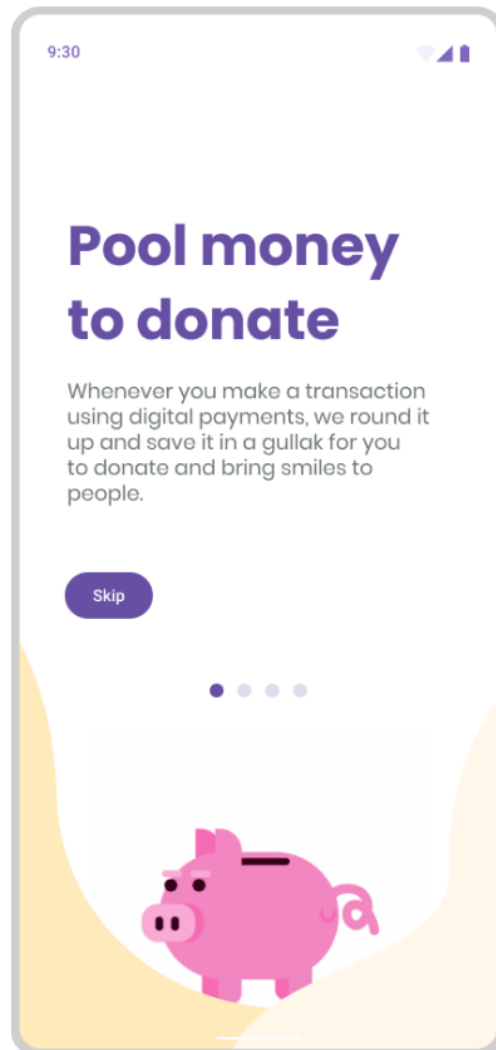 9:30
Pool money
to donate
Whenever you make a transaction
using digital payments, we round it
up and save it in a gullak for you
to donate and bring smiles to
people.
Skip